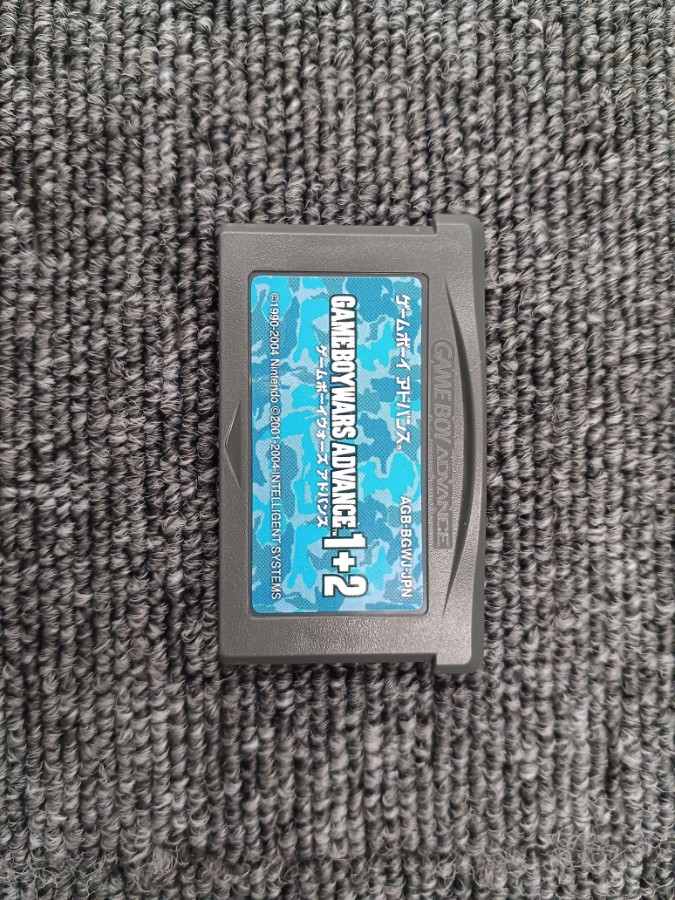 GAME BOY ADVANCE
ゲームボーイ アドバンス®
AGB-BGWJ-JPN
GAMEBOYWARS ADVANCE 1+2™
ゲームボーイウォーズ アドバンス
©1990-2004 Nintendo ©2001-2004 INTELLIGENT SYSTEMS